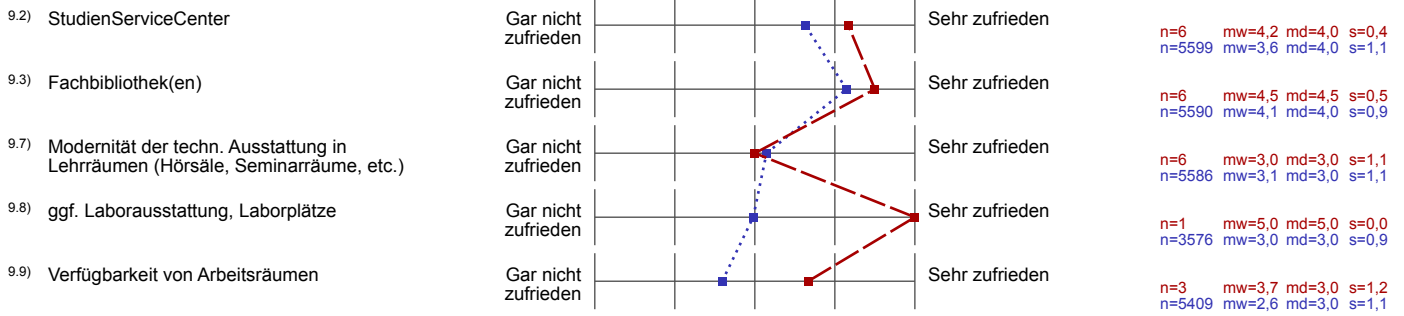 9.2) StudienServiceCenter Gar nicht zufrieden Sehr zufrieden
n=6 mw=4,2 md=4,0 s=0,4
n=5599 mw=3,6 md=4,0 s=1,1
9.3) Fachbibliothek(en) Gar nicht zufrieden Sehr zufrieden
n=6 mw=4,5 md=4,5 s=0,5
n=5590 mw=4,1 md=4,0 s=0,9
9.7) Modernität der techn. Ausstattung in
Lehrräumen (Hörsäle, Seminarräume, etc.) Gar nicht zufrieden Sehr zufrieden
n=6 mw=3,0 md=3,0 s=1,1
n=5586 mw=3,1 md=3,0 s=1,1
9.8) ggf. Laborausstattung, Laborplätze Gar nicht zufrieden Sehr zufrieden
n=1 mw=5,0 md=5,0 s=0,0
n=3576 mw=3,0 md=3,0 s=0,9
9.9) Verfügbarkeit von Arbeitsräumen Gar nicht zufrieden Sehr zufrieden
n=3 mw=3,7 md=3,0 s=1,2
n=5409 mw=2,6 md=3,0 s=1,1